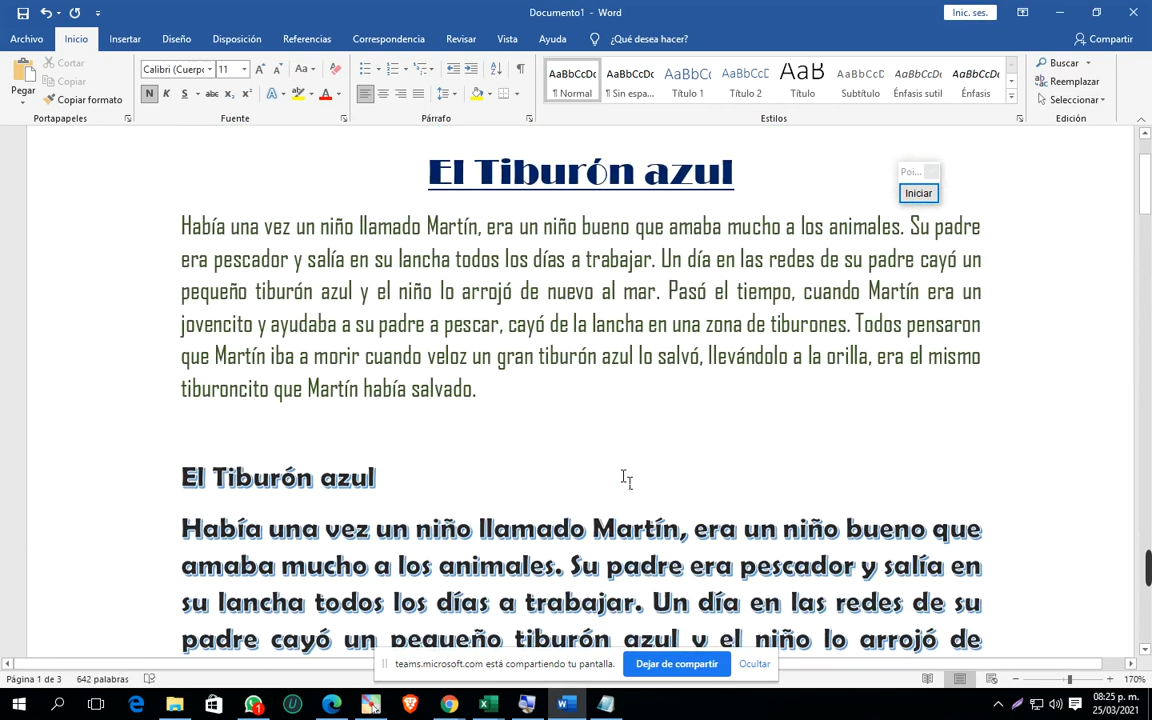 Documento1 - Word
Inic. ses.
Archivo Inicio Insertar Diseño Disposición Referencias Correspondencia Revisar Vista Ayuda ¿Qué desea hacer? Compartir
Pegar
Cortar
Copiar
Copiar formato
Portapapeles
Calibri (Cuerpo 11
Fuente
Párrafo
AaBbCcDc AaBbCcDc AaBbCc AaBbCcD AaB AaBbCcD AaBbCcDc AaBbCcDc
¶ Normal ¶ Sin espa... Título 1 Título 2 Título Subtítulo Énfasis sutil Énfasis
Estilos
Buscar
Reemplazar
Seleccionar
Edición
El Tiburón azul
Poi...
Iniciar
Había una vez un niño llamado Martín, era un niño bueno que amaba mucho a los animales. Su padre
era pescador y salía en su lancha todos los días a trabajar. Un día en las redes de su padre cayó un
pequeño tiburón azul y el niño lo arrojó de nuevo al mar. Pasó el tiempo, cuando Martín era un
jovencito y ayudaba a su padre a pescar, cayó de la lancha en una zona de tiburones. Todos pensaron
que Martín iba a morir cuando veloz un gran tiburón azul lo salvó, llevándolo a la orilla, era el mismo
tiburoncito que Martín había salvado.
El Tiburón azul
Había una vez un niño llamado Martín, era un niño bueno que
amaba mucho a los animales. Su padre era pescador y salía en
su lancha todos los días a trabajar. Un día en las redes de su
padre cayó un pequeño tiburón azul y el niño lo arrojó de
teams.microsoft.com está compartiendo tu pantalla. Dejar de compartir Ocultar
Página 1 de 3 642 palabras 170%
08:25 p. m.
25/03/2021